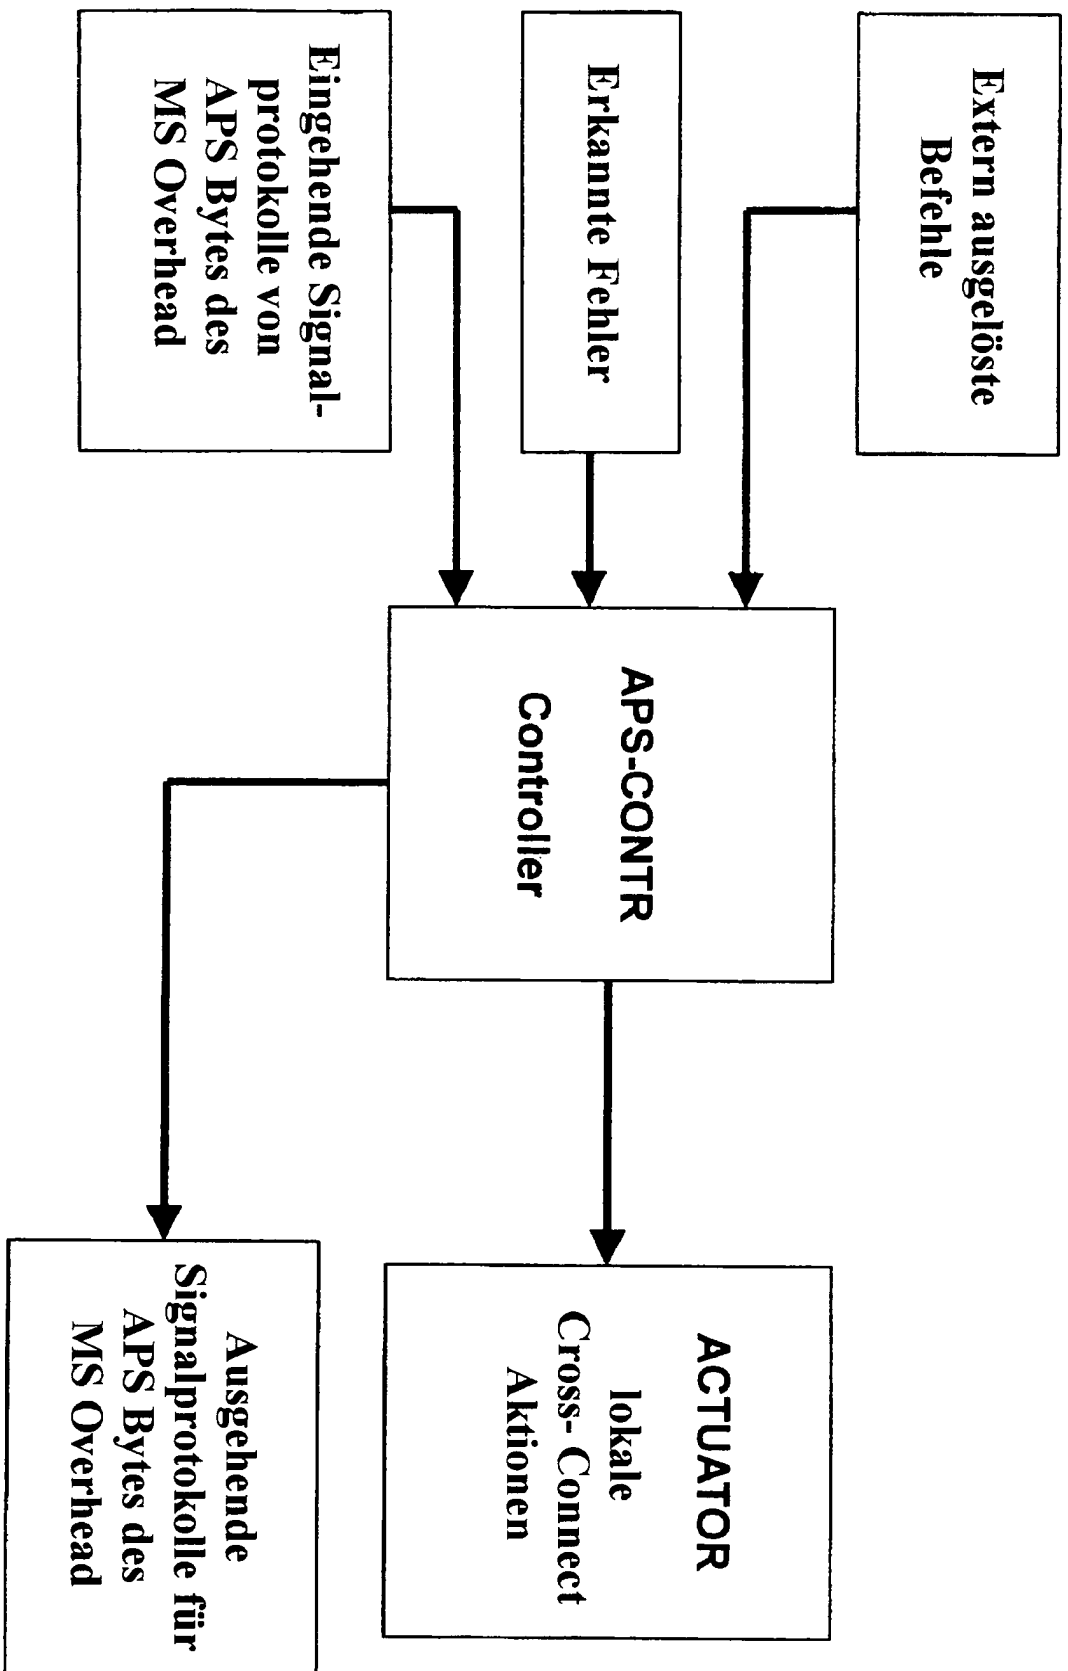 Extern ausgelöste
Befehle
Erkannte Fehler
Eingehende Signal-
protokolle von
APS Bytes des
MS Overhead
APS-CONTR
Controller
ACTUATOR
lokale
Cross- Connect
Aktionen
Ausgehende
Signalprotokolle für
APS Bytes des
MS Overhead